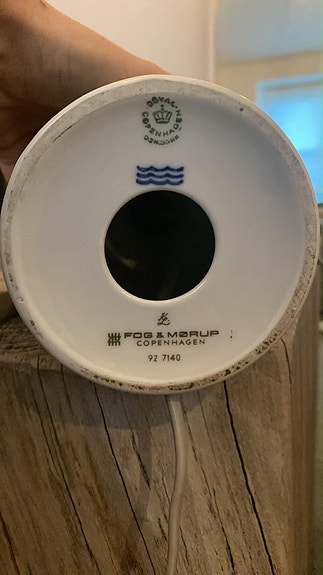 ROYAL
COPENHAGEN
DENMARK
FOG & MØRUP
COPENHAGEN
92 7140